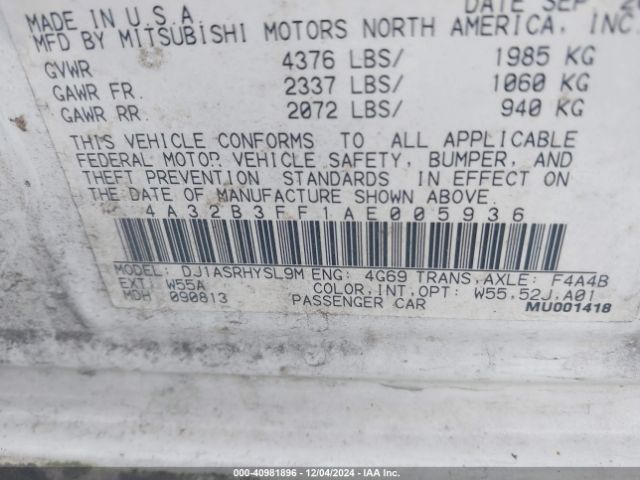 MADE IN U.S.A. DATE SEP
MFD BY MITSUBISHI MOTORS NORTH AMERICA, INC.
GVWR 4376 LBS/ 1985 KG
GAWR FR. 2337 LBS/ 1060 KG
GAWR RR. 2072 LBS/ 940 KG
THIS VEHICLE CONFORMS TO ALL APPLICABLE
FEDERAL MOTOR VEHICLE SAFETY, BUMPER, AND
THEFT PREVENTION STANDARDS IN EFFECT ON
THE DATE OF MANUFACTURE SHOWN ABOVE.
4A32B3FF1AE005936
MODEL: DJ1ASRHYSL9M ENG: 4G69 TRANS,AXLE: F4A4B
EXT: W55A COLOR,INT,OPT: W55,52J,A01
MDH 090813 PASSENGER CAR
MU001418
00-40981896 - 12/04/2024 - IAA Inc.